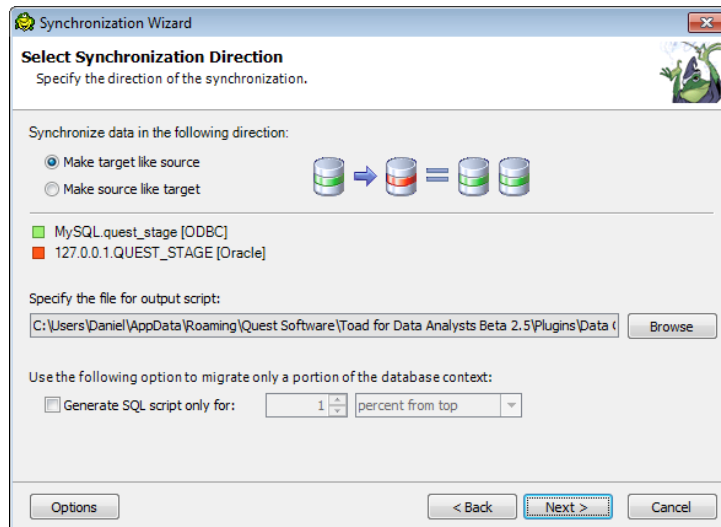 Synchronization Wizard
Select Synchronization Direction
Specify the direction of the synchronization.
Synchronize data in the following direction:
Make target like source
Make source like target
MySQL.quest_stage [ODBC]
127.0.0.1.QUEST_STAGE [Oracle]
Specify the file for output script:
C:\Users\Daniel\AppData\Roaming\Quest Software\Toad for Data Analysts Beta 2.5\Plugins\Data
Browse
Use the following option to migrate only a portion of the database context:
Generate SQL script only for: 1 percent from top
Options < Back Next > Cancel